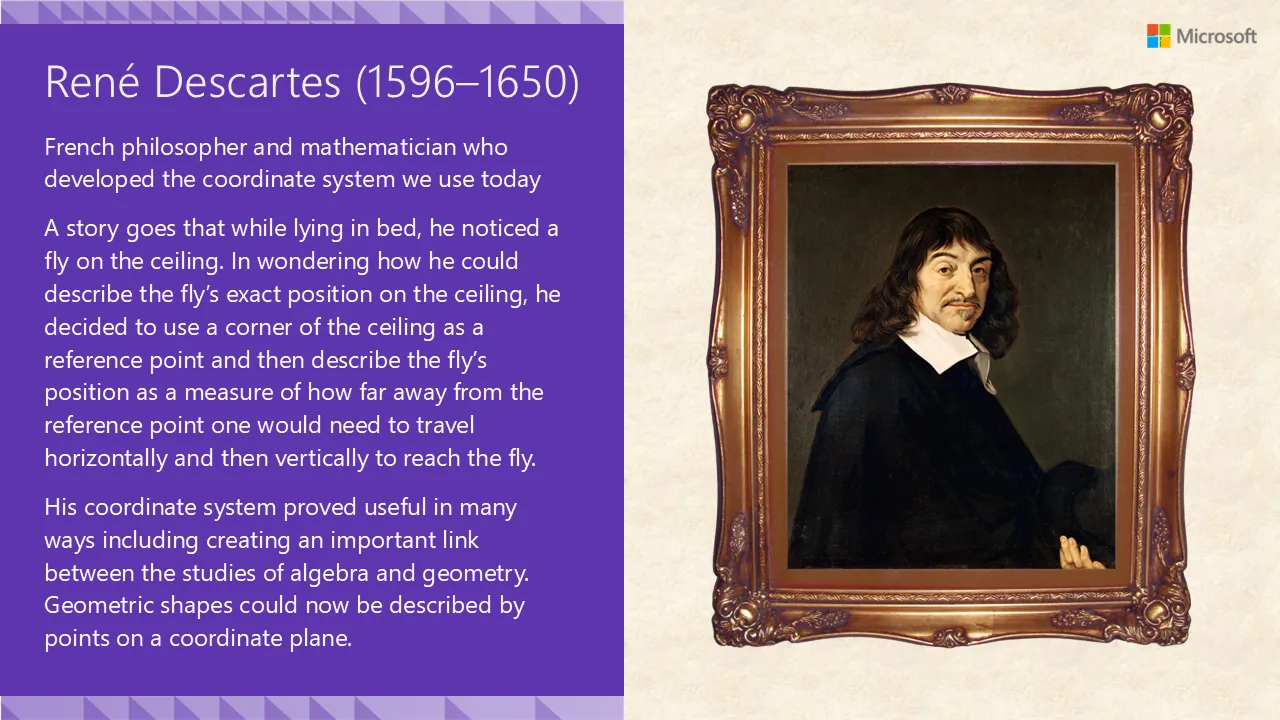 Microsoft
René Descartes (1596–1650)
French philosopher and mathematician who
developed the coordinate system we use today
A story goes that while lying in bed, he noticed a
fly on the ceiling. In wondering how he could
describe the fly’s exact position on the ceiling, he
decided to use a corner of the ceiling as a
reference point and then describe the fly’s
position as a measure of how far away from the
reference point one would need to travel
horizontally and then vertically to reach the fly.
His coordinate system proved useful in many
ways including creating an important link
between the studies of algebra and geometry.
Geometric shapes could now be described by
points on a coordinate plane.